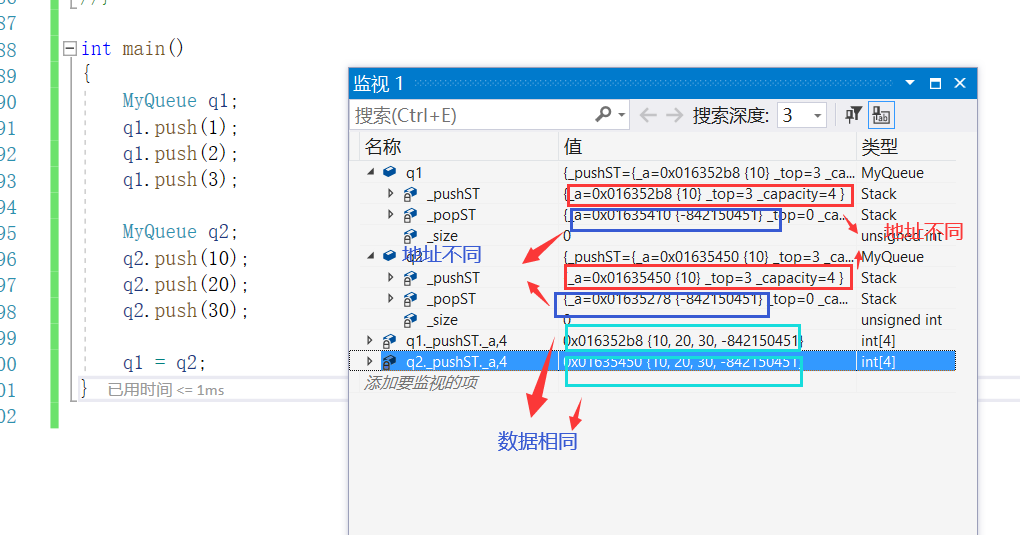 86
//}
87
88 int main()
89 {
90 MyQueue q1;
91 q1.push(1);
92 q1.push(2);
93 q1.push(3);
94
95 MyQueue q2;
96 q2.push(10);
97 q2.push(20);
98 q2.push(30);
99
00 q1 = q2;
01 } 已用时间 <= 1ms
02
监视 1
搜索(Ctrl+E) 搜索深度: 3
名称 值 类型
q1 {_pushST={_a=0x016352b8 {10} _top=3 _ca... MyQueue
_pushST {_a=0x016352b8 {10} _top=3 _capacity=4 } Stack
_popST {_a=0x01635410 {-842150451} _top=0 _ca... Stack
_size 0 unsigned int
地址不同
地址不同
q2 {_pushST={_a=0x01635450 {10} _top=3 _ca... MyQueue
_pushST {_a=0x01635450 {10} _top=3 _capacity=4 } Stack
_popST {_a=0x01635278 {-842150451} _top=0 _ca... Stack
_size 0 unsigned int
q1._pushST._a,4 0x016352b8 {10, 20, 30, -842150451} int[4]
q2._pushST._a,4 0x01635450 {10, 20, 30, -842150451} int[4]
添加要监视的项
数据相同